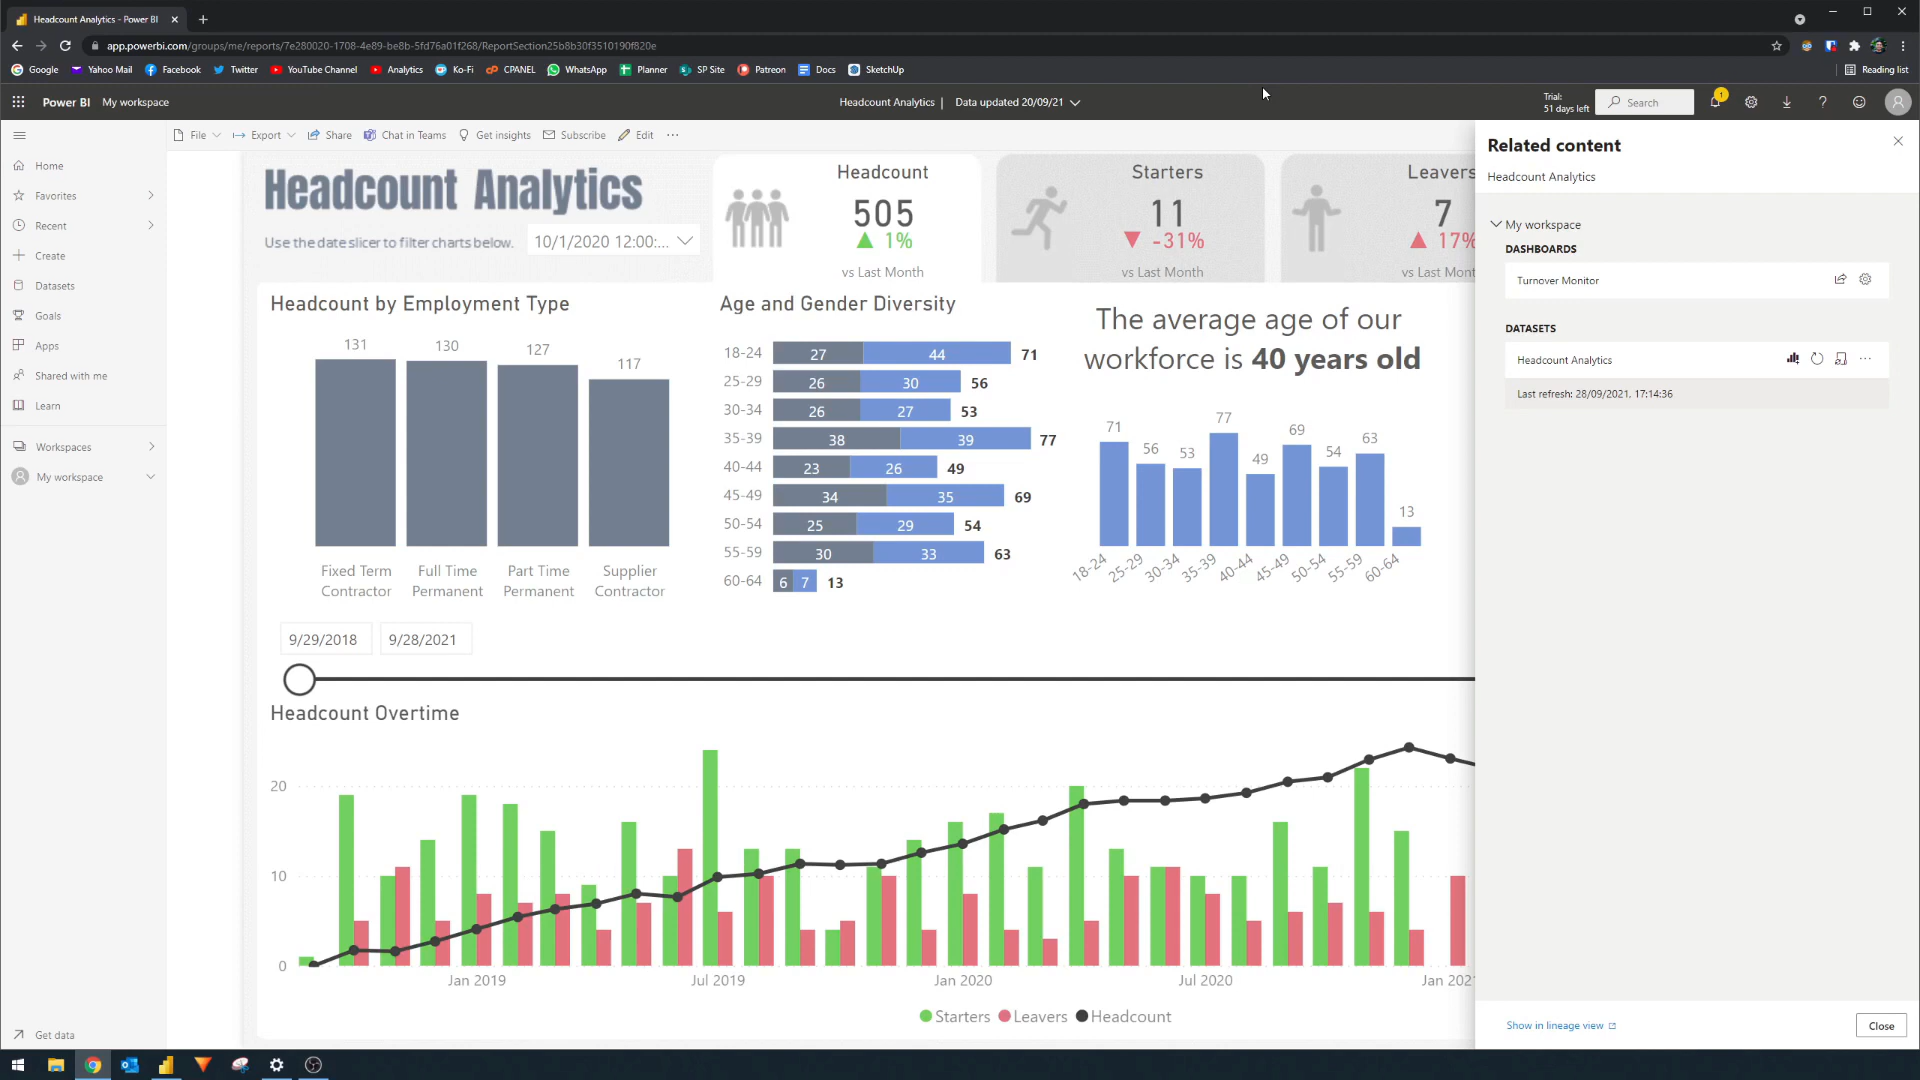 Headcount Analytics - Power BI
app.powerbi.com/groups/me/reports/7e280020-1708-4e89-be8b-5fd76a01f268/ReportSection25b8b30f3510190f820e
Google Yahoo Mail Facebook Twitter YouTube Channel Analytics Ko-Fi CPANEL WhatsApp Planner SP Site Patreon Docs SketchUp Reading list
Power BI My workspace Headcount Analytics | Data updated 20/09/21 Trial: 51 days left Search 1
File Export Share Chat in Teams Get insights Subscribe Edit
Home
Favorites
Recent
Create
Datasets
Goals
Apps
Shared with me
Learn
Workspaces
My workspace
Get data
Headcount Analytics
Use the date slicer to filter charts below. 10/1/2020 12:00:...
Headcount
505
1%
vs Last Month
Starters
11
-31%
vs Last Month
Leavers
7
17%
vs Last Mont
Headcount by Employment Type
131 130 127 117
Fixed Term Contractor
Full Time Permanent
Part Time Permanent
Supplier Contractor
Age and Gender Diversity
18-24 27 44 71
25-29 26 30 56
30-34 26 27 53
35-39 38 39 77
40-44 23 26 49
45-49 34 35 69
50-54 25 29 54
55-59 30 33 63
60-64 6 7 13
The average age of our
workforce is 40 years old
71 56 53 77 49 69 54 63 13
18-24 25-29 30-34 35-39 40-44 45-49 50-54 55-59 60-64
9/29/2018 9/28/2021
Headcount Overtime
20
10
0
Jan 2019 Jul 2019 Jan 2020 Jul 2020 Jan 202
Starters Leavers Headcount
Related content
Headcount Analytics
My workspace
DASHBOARDS
Turnover Monitor
DATASETS
Headcount Analytics
Last refresh: 28/09/2021, 17:14:36
Show in lineage view
Close